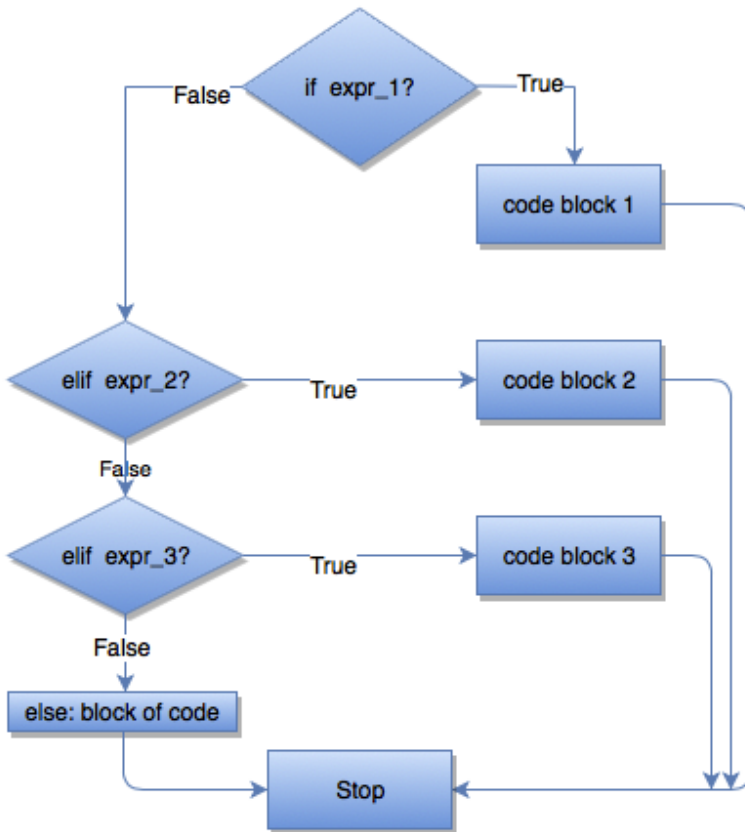 if expr_1?
False
True
code block 1
elif expr_2?
True
code block 2
False
elif expr_3?
True
code block 3
False
else: block of code
Stop